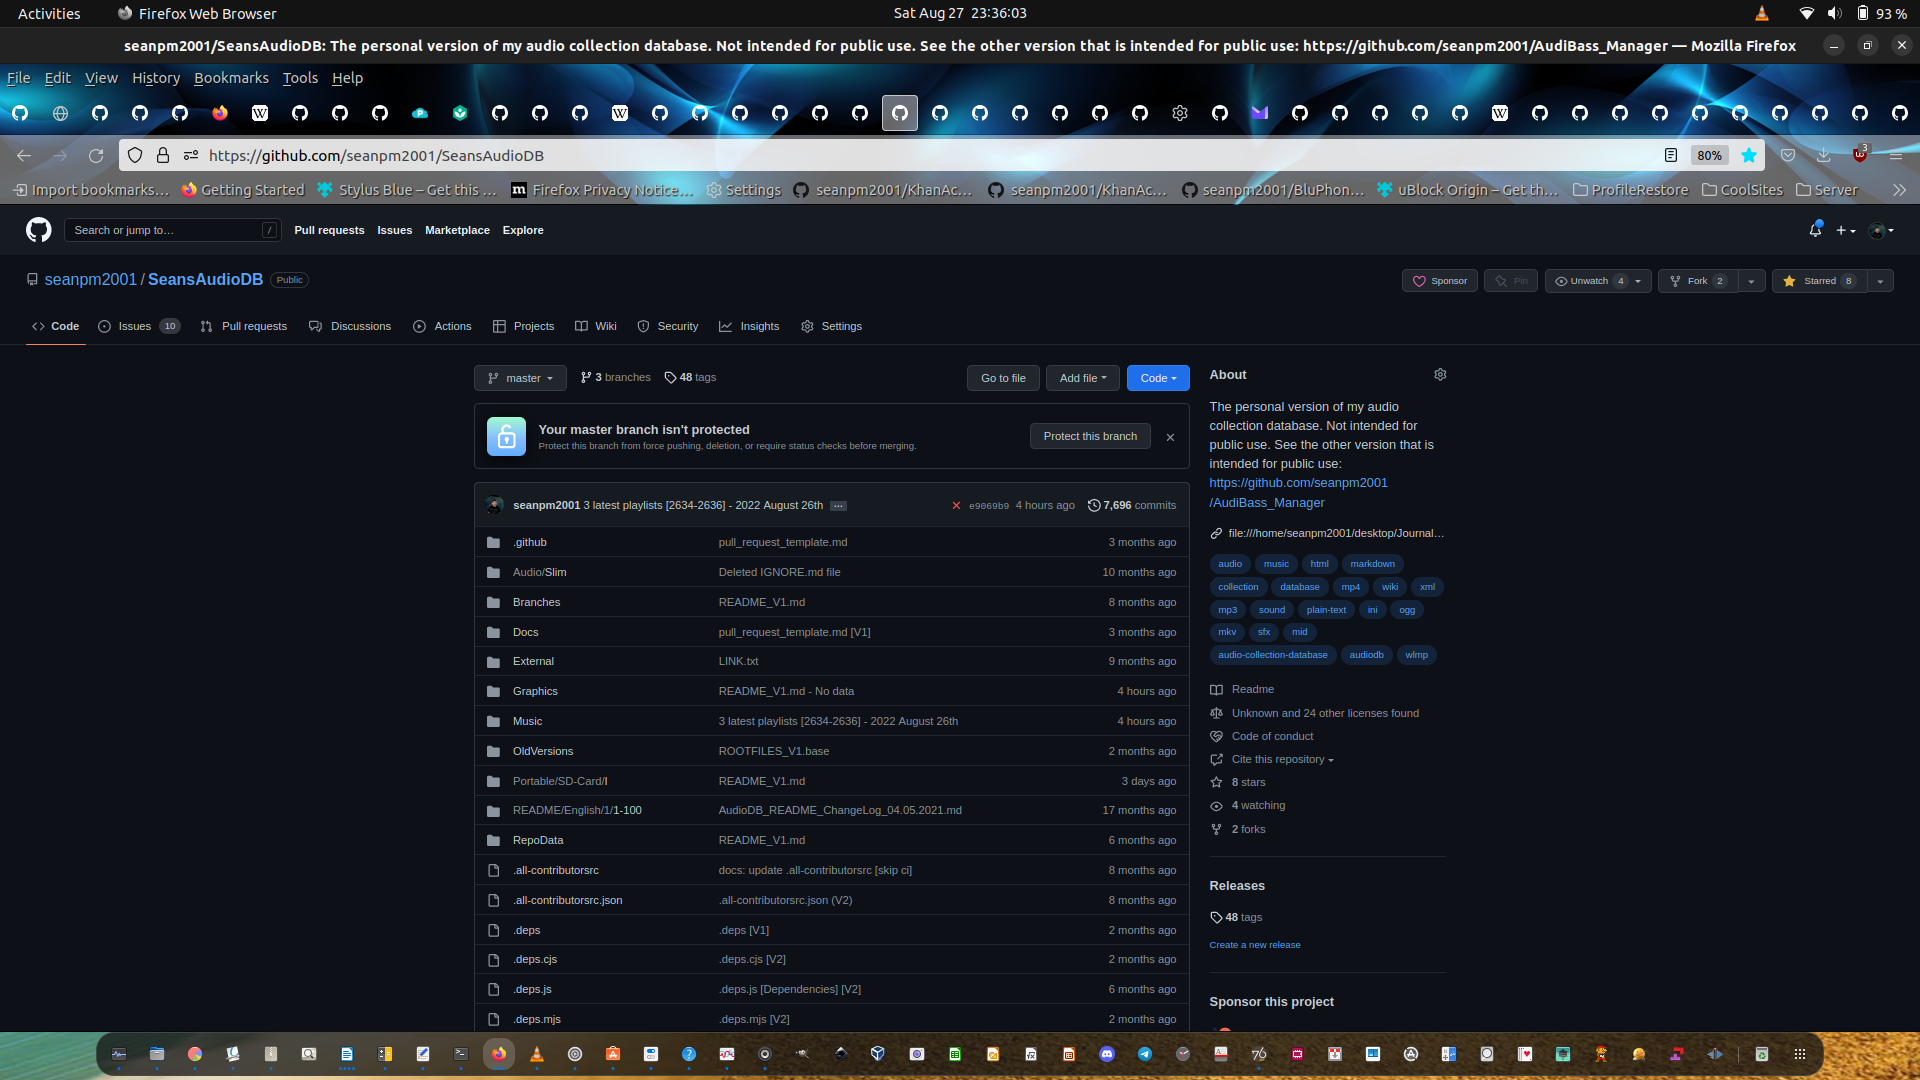 Activities Firefox Web Browser Sat Aug 27 23:36:03 93 %
seanpm2001/SeansAudioDB: The personal version of my audio collection database. Not intended for public use. See the other version that is intended for public use: https://github.com/seanpm2001/AudiBass_Manager — Mozilla Firefox
File Edit View History Bookmarks Tools Help
https://github.com/seanpm2001/SeansAudioDB 80% 3
Import bookmarks… Getting Started Stylus Blue – Get this … Firefox Privacy Notice… Settings seanpm2001/KhanAc… seanpm2001/KhanAc… seanpm2001/BluPhon… uBlock Origin – Get th… ProfileRestore CoolSites Server
Search or jump to… / Pull requests Issues Marketplace Explore
seanpm2001 / SeansAudioDB Public Sponsor Pin Unwatch 4 Fork 2 Starred 8
Code Issues 10 Pull requests Discussions Actions Projects Wiki Security Insights Settings
master 3 branches 48 tags Go to file Add file Code
Your master branch isn't protected
Protect this branch from force pushing, deletion, or require status checks before merging.
Protect this branch
seanpm2001 3 latest playlists [2634-2636] - 2022 August 26th … e9069b9 4 hours ago 7,696 commits
.github pull_request_template.md 3 months ago
Audio/Slim Deleted IGNORE.md file 10 months ago
Branches README_V1.md 8 months ago
Docs pull_request_template.md [V1] 3 months ago
External LINK.txt 9 months ago
Graphics README_V1.md - No data 4 hours ago
Music 3 latest playlists [2634-2636] - 2022 August 26th 4 hours ago
OldVersions ROOTFILES_V1.base 2 months ago
Portable/SD-Card/I README_V1.md 3 days ago
README/English/1/1-100 AudioDB_README_ChangeLog_04.05.2021.md 17 months ago
RepoData README_V1.md 6 months ago
.all-contributorsrc docs: update .all-contributorsrc [skip ci] 8 months ago
.all-contributorsrc.json .all-contributorsrc.json (V2) 8 months ago
.deps .deps [V1] 2 months ago
.deps.cjs .deps.cjs [V2] 2 months ago
.deps.js .deps.js [Dependencies] [V2] 6 months ago
.deps.mjs .deps.mjs [V2] 2 months ago
About
The personal version of my audio
collection database. Not intended for
public use. See the other version that is
intended for public use:
https://github.com/seanpm2001
/AudiBass_Manager
file:///home/seanpm2001/desktop/Journal…
audio music html markdown
collection database mp4 wiki xml
mp3 sound plain-text ini ogg
mkv sfx mid
audio-collection-database audiodb wlmp
Readme
Unknown and 24 other licenses found
Code of conduct
Cite this repository
8 stars
4 watching
2 forks
Releases
48 tags
Create a new release
Sponsor this project